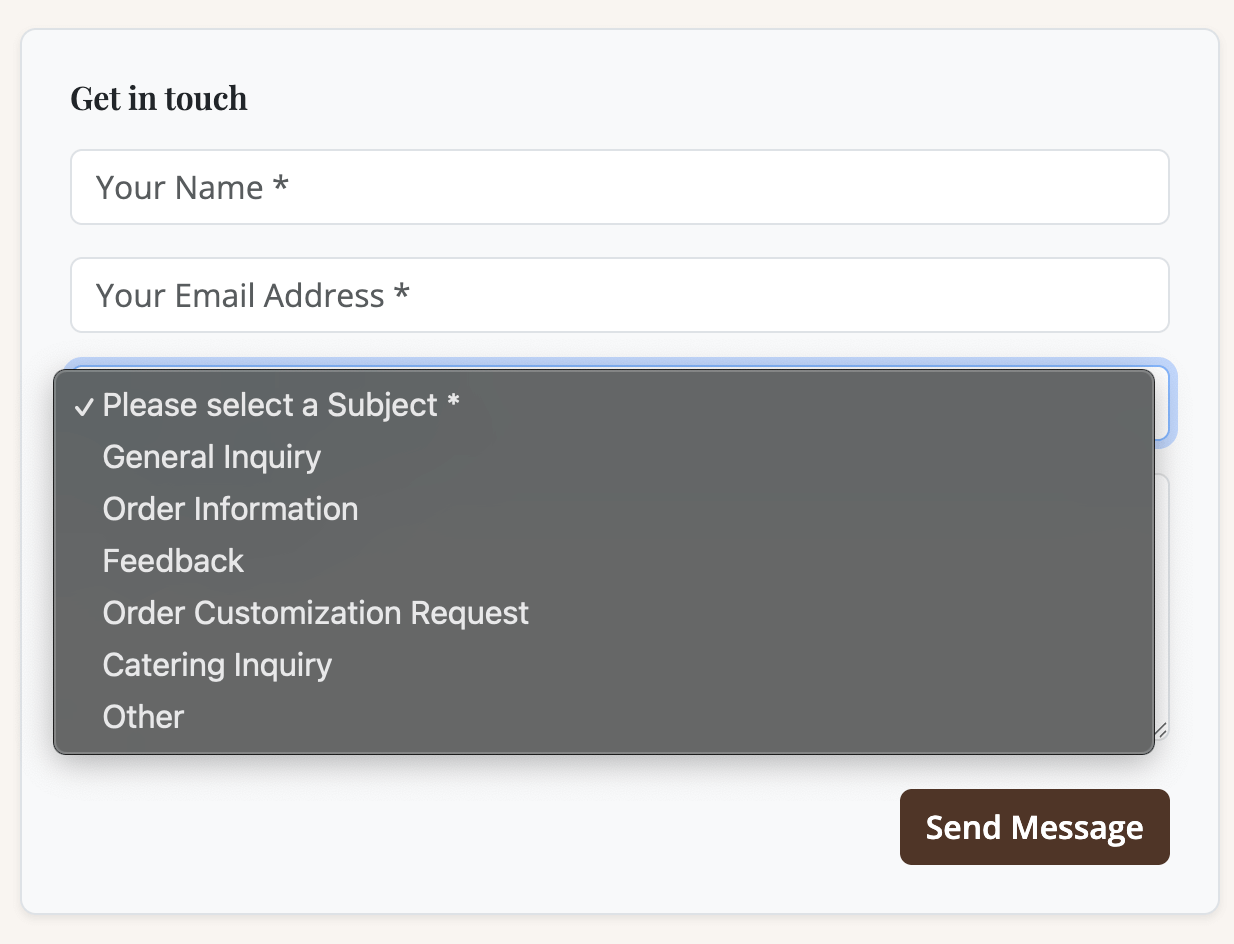 Get in touch
Your Name *
Your Email Address *
✓ Please select a Subject *
General Inquiry
Order Information
Feedback
Order Customization Request
Catering Inquiry
Other
Send Message